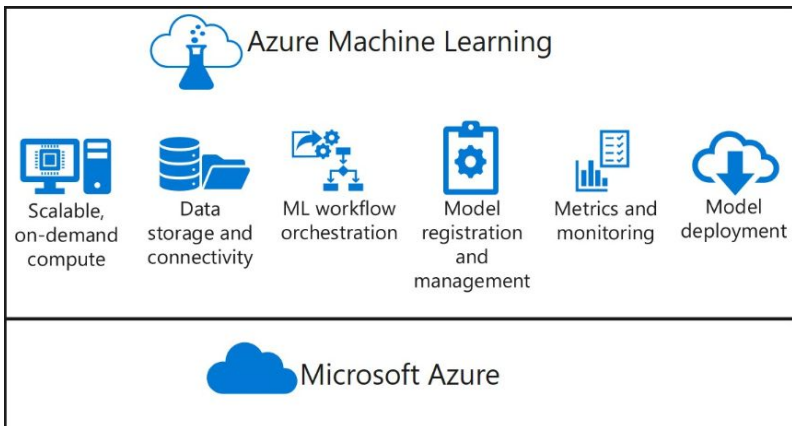 Azure Machine Learning
Scalable,
on-demand
compute
Data
storage and
connectivity
ML workflow
orchestration
Model
registration
and
management
Metrics and
monitoring
Model
deployment
Microsoft Azure